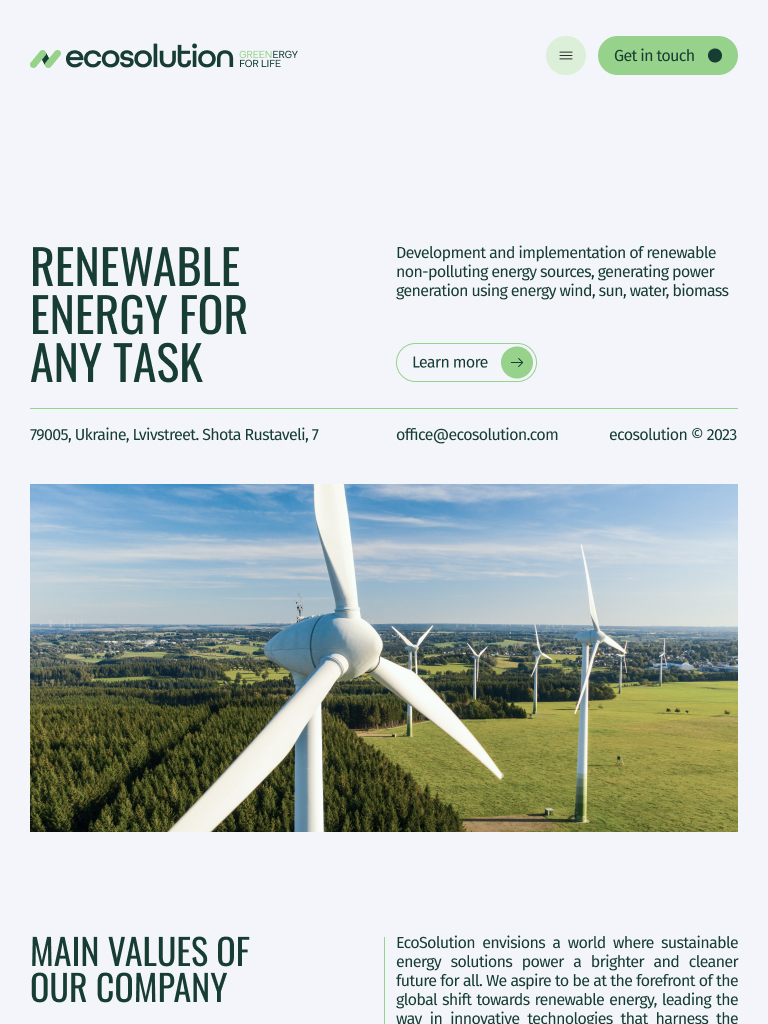 ecosolution
GREENERGY
FOR LIFE
Get in touch
RENEWABLE
ENERGY FOR
ANY TASK
Development and implementation of renewable
non-polluting energy sources, generating power
generation using energy wind, sun, water, biomass
Learn more
79005, Ukraine, Lvivstreet. Shota Rustaveli, 7
office@ecosolution.com
ecosolution © 2023
MAIN VALUES OF
OUR COMPANY
EcoSolution envisions a world where sustainable
energy solutions power a brighter and cleaner
future for all. We aspire to be at the forefront of the
global shift towards renewable energy, leading the
way in innovative technologies that harness the